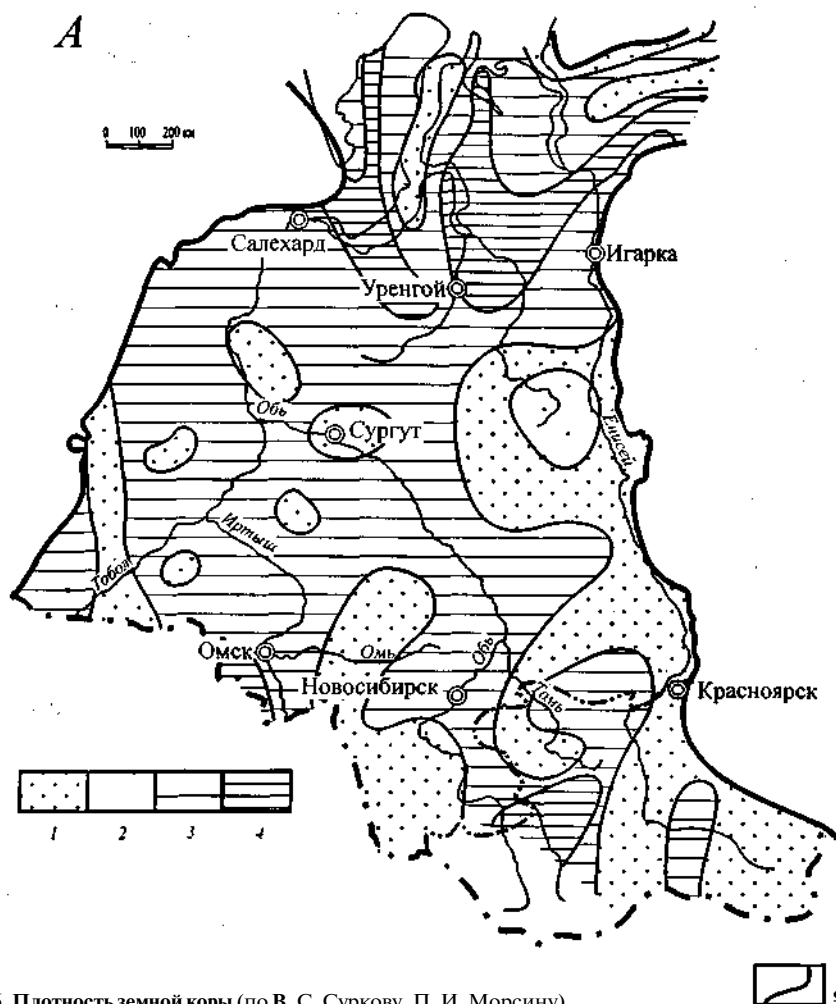 А
0 100 200 км
Салехард
Игарка
Уренгой
Обь
Сургут
Енисей
Иртыш
Тобол
Омск
Омь
Обь
Новосибирск
Томь
Красноярск
1 2 3 4
Плотность земной коры (по В. С. Суркову, П. И. Морсину)